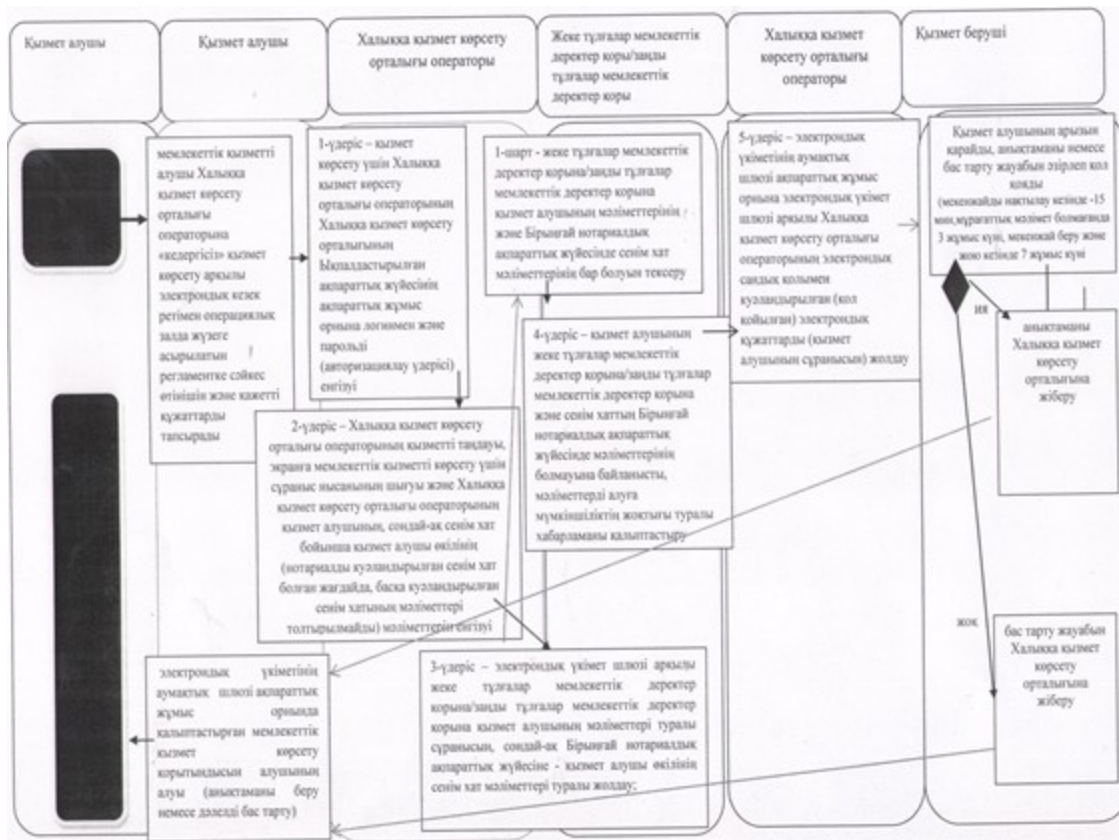 Қызмет алушы
Қызмет алушы
Халыққа қызмет көрсету
орталығы операторы
Жеке тұлғалар мемлекеттік
деректер қоры/заңды
тұлғалар мемлекеттік
деректер қоры
Халыққа қызмет
көрсету орталығы
операторы
Қызмет беруші
мемлекеттік қызметті
алушы Халыққа
қызмет көрсету
орталығы
операторына
«кедергісіз» қызмет
көрсету арқылы
электрондық кезек
ретімен операциялық
залда жүзеге
асырылатын
регламентке сәйкес
өтінішін және қажетті
құжаттарды
тапсырады
1-үдеріс – қызмет
көрсету үшін Халыққа
қызмет көрсету
орталығы операторының
Халыққа қызмет көрсету
орталығының
Ықпалдастырылған
ақпараттық жүйесінің
ақпараттық жұмыс
орнына логинмен және
парольді
(авторизациялау үдерісі)
енгізуі
2-үдеріс – Халыққа қызмет көрсету
орталығы операторының қызметті таңдауы,
экранға мемлекеттік қызметті көрсету үшін
сұраныс нысанының шығуы және Халыққа
қызмет көрсету орталығы операторының
қызмет алушының, сондай-ақ сенім хат
бойынша қызмет алушы өкілінің
(нотариалды куәландырылған сенім хат
болған жағдайда, басқа куәландырылған
сенім хатының мәліметтері
толтырылмайды) мәліметтерін енгізуі
1-шарт - жеке тұлғалар мемлекеттік
деректер қорына/заңды тұлғалар
мемлекеттік деректер қорына
қызмет алушының мәліметтерінің
және Бірыңғай нотариалдық
ақпараттық жүйесінде сенім хат
мәліметтерінің бар болуын тексеру
4-үдеріс – қызмет алушының
жеке тұлғалар мемлекеттік
деректер қорына/заңды тұлғалар
мемлекеттік деректер қорына
және сенім хаттың Бірыңғай
нотариалдық ақпараттық
жүйесінде мәліметтерінің
болмауына байланысты,
мәліметтерді алуға
мүмкіншіліктің жоқтығы туралы
хабарламаны қалыптастыру
3-үдеріс – электрондық үкімет шлюзі арқылы
жеке тұлғалар мемлекеттік деректер
қорына/заңды тұлғалар мемлекеттік деректер
қорына қызмет алушының мәліметтері туралы
сұранысын, сондай-ақ Бірыңғай нотариалдық
ақпараттық жүйесіне - қызмет алушы өкілінің
сенім хат мәліметтері туралы жолдау;
5-үдеріс – электрондық
үкіметінің аумақтық
шлюзі ақпараттық жұмыс
орнына электрондық үкімет
шлюзі арқылы Халыққа
қызмет көрсету орталығы
операторының электрондық
сандық қолымен
куәландырылған (қол
қойылған) электрондық
құжаттарды (қызмет
алушының сұранысын) жолдау
Қызмет алушының арызын
қарайды, анықтаманы немесе
бас тарту жауабын әзірлеп қол
қояды
(мекенжайды нақтылау кезінде -15
мин,мұрағаттық мәлімет болмағанда
3 жұмыс күні, мекенжай беру және
жою кезінде 7 жұмыс күні
ия
анықтаманы
Халыққа қызмет
көрсету
орталығына
жіберу
жоқ
бас тарту жауабын
Халыққа қызмет
көрсету
орталығына
жіберу
электрондық үкіметінің
аумақтық шлюзі ақпараттық
жұмыс орнында
қалыптастырған мемлекеттік
қызмет көрсету
қорытындысын алушының
алуы (анықтаманы беру
немесе дәлелді бас тарту)